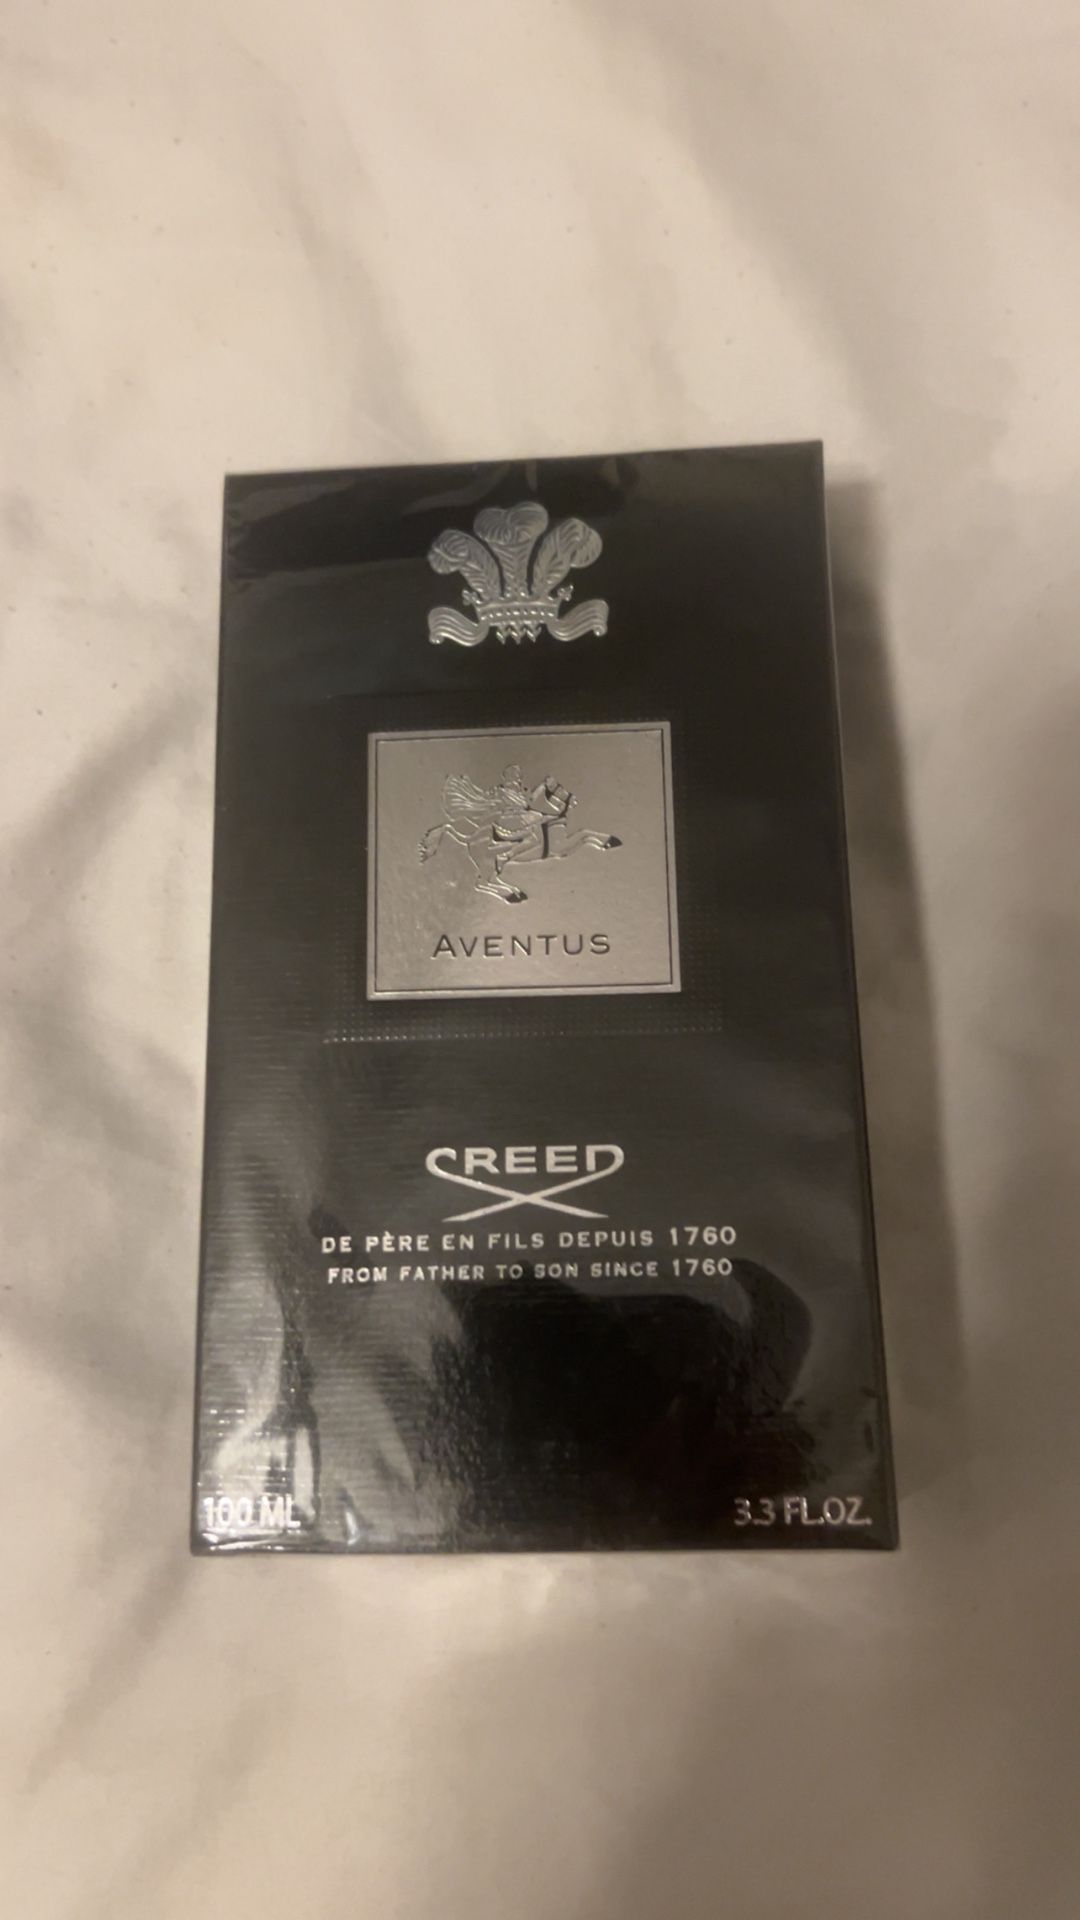 AVENTUS
CREED
DE PÈRE EN FILS DEPUIS 1760
FROM FATHER TO SON SINCE 1760
100 ML
3.3 FL.OZ.